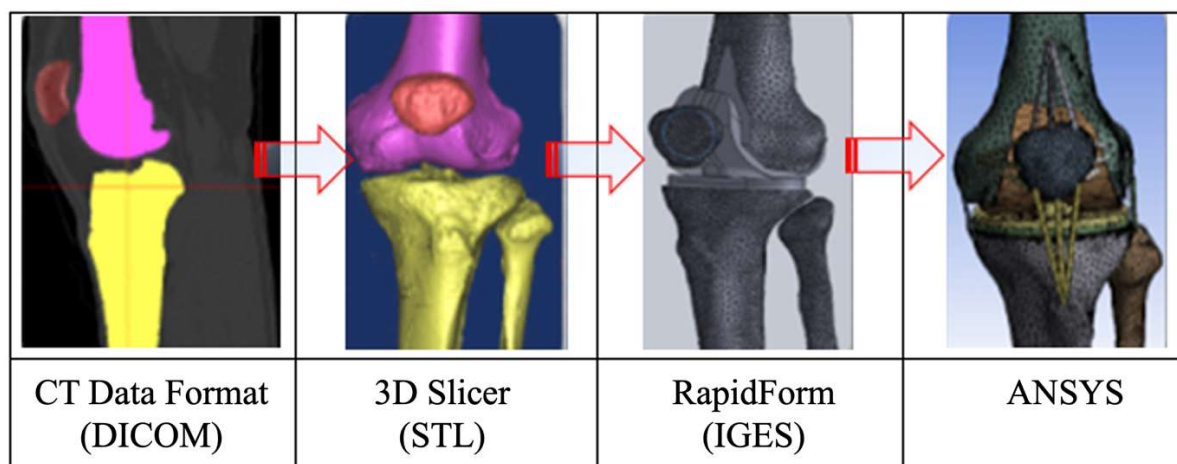 CT Data Format
(DICOM)
3D Slicer
(STL)
RapidForm
(IGES)
ANSYS